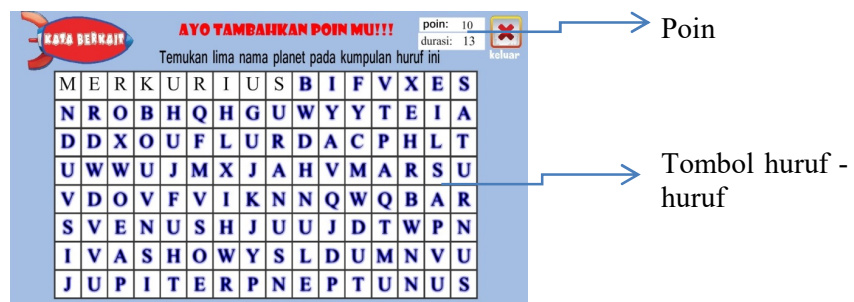 KATA BERKAIT
AYO TAMBAHKAN POIN MU!!!
poin: 10
durasi: 13
keluar
Temukan lima nama planet pada kumpulan huruf ini
M E R K U R I U S B I F V X E S
N R O B H Q H G U W Y Y T E I A
D D X O U F L U R D A C P H L T
U W W U J M X J A H V M A R S U
V D O V F V I K N N Q W Q B A R
S V E N U S H J U U J D T W P N
I V A S H O W Y S L D U M N V U
J U P I T E R P N E P T U N U S
Poin
Tombol huruf -
huruf